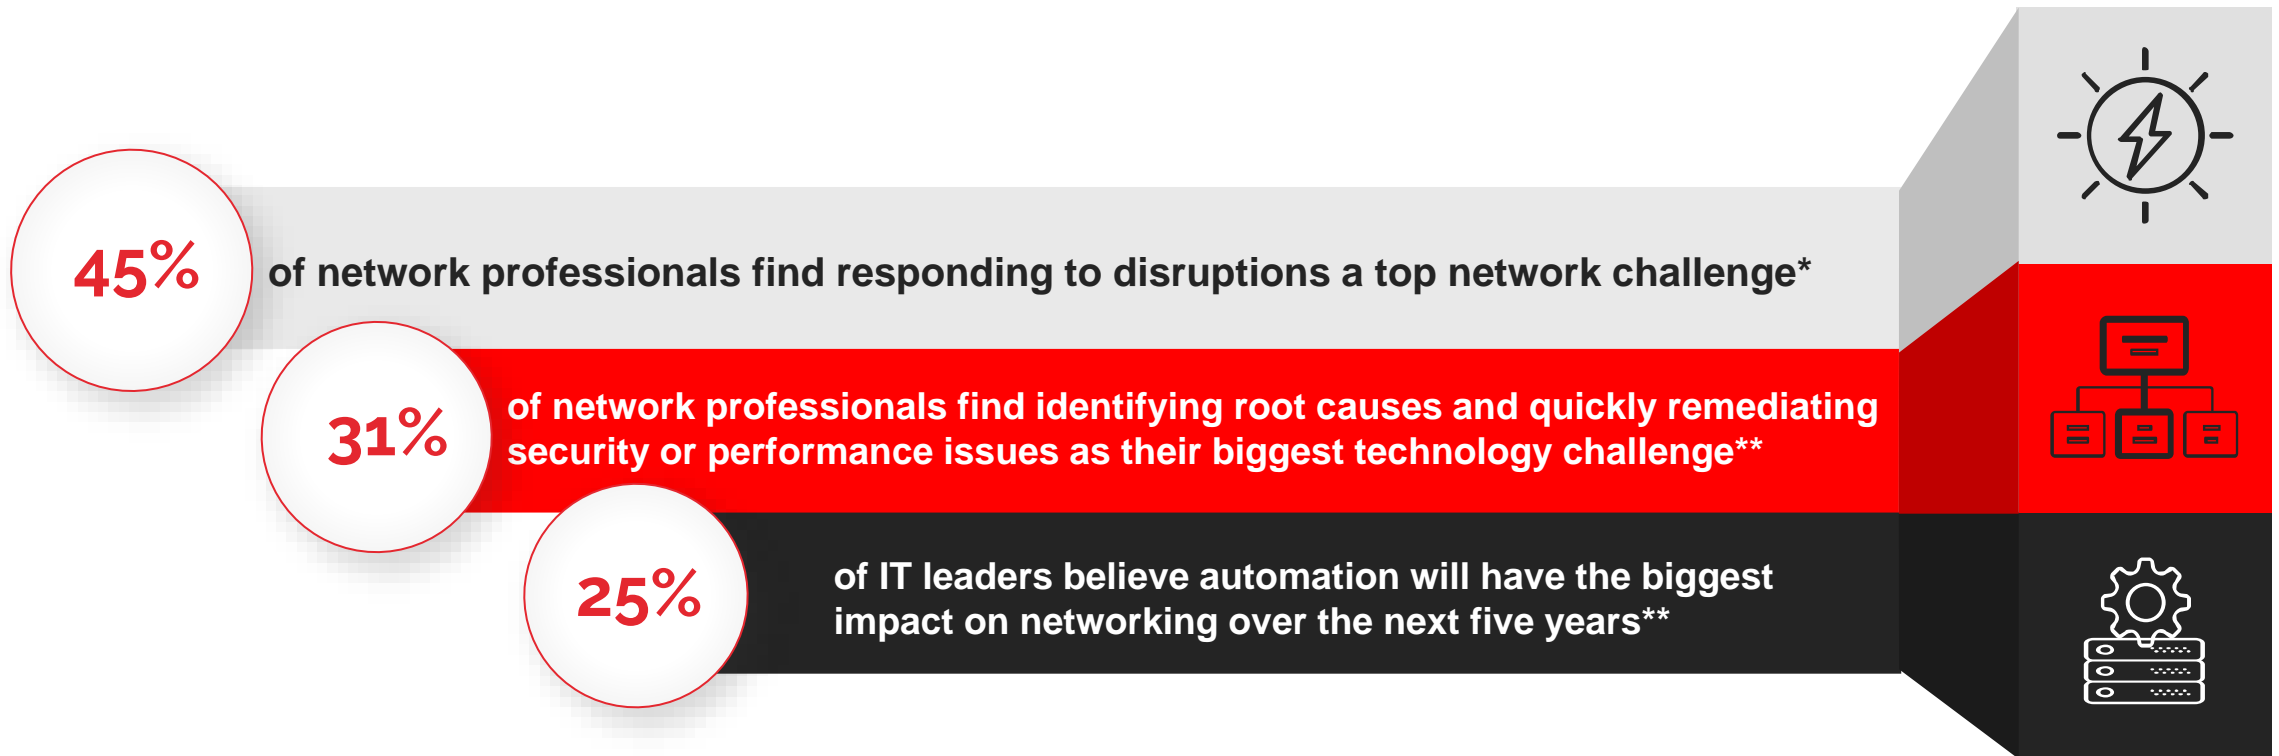 45%
of network professionals find responding to disruptions a top network challenge*
31%
of network professionals find identifying root causes and quickly remediating
security or performance issues as their biggest technology challenge**
25%
of IT leaders believe automation will have the biggest
impact on networking over the next five years**